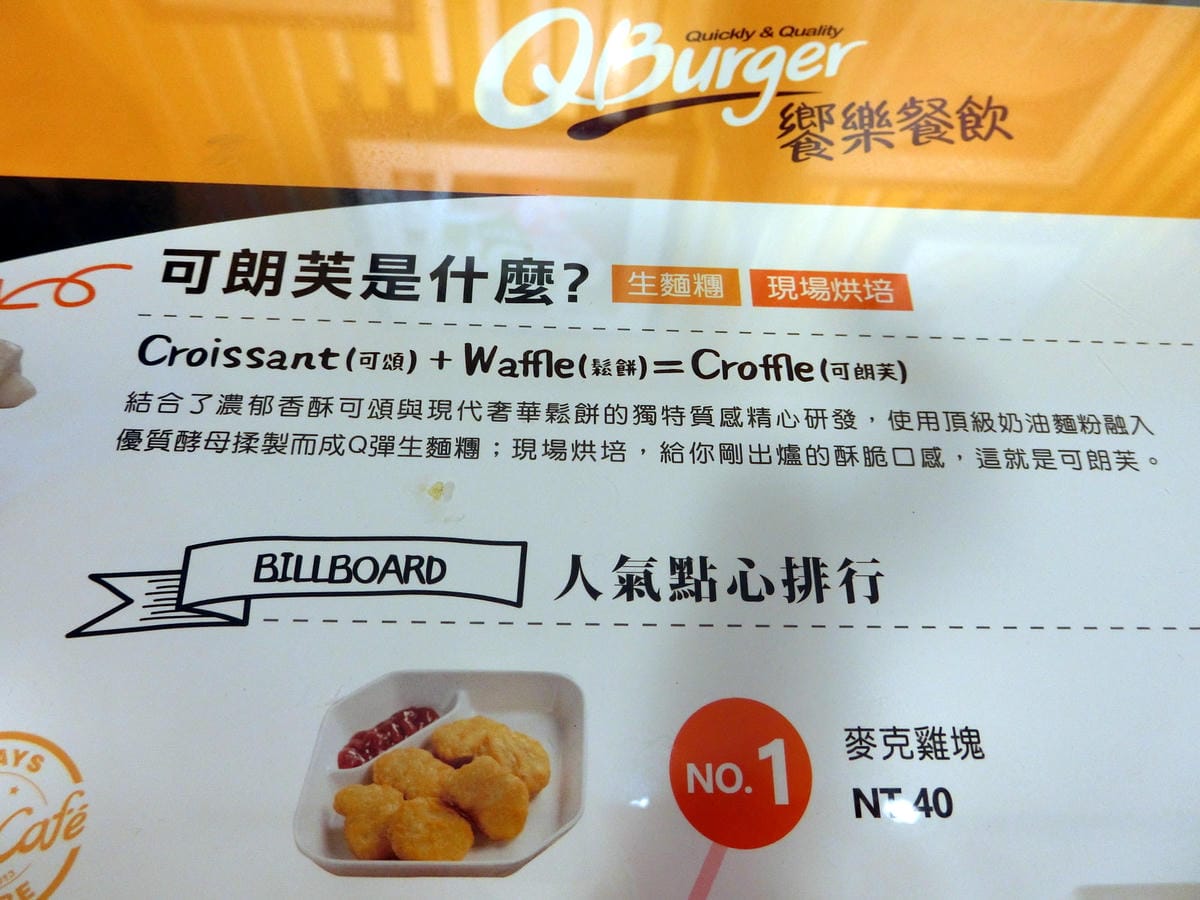 Quickly & Quality
QBurger
饗樂餐飲
可朗芙是什麼? 生麵糰 現場烘培
Croissant(可頌) + Waffle(鬆餅)=Croffle(可朗芙)
結合了濃郁香酥可頌與現代奢華鬆餅的獨特質感精心研發，使用頂級奶油麵粉融入
優質酵母揉製而成Q彈生麵糰；現場烘培，給你剛出爐的酥脆口感，這就是可朗芙。
BILLBOARD 人氣點心排行
NO.1
麥克雞塊
NT 40
AYS
Café